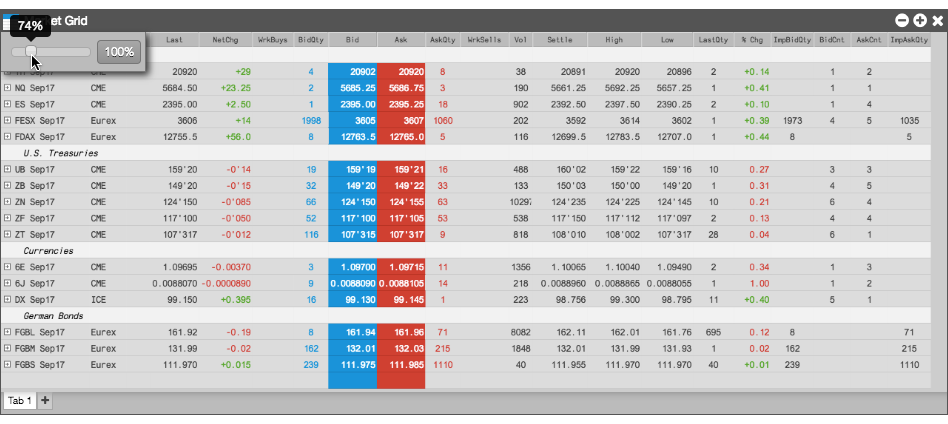 74%
et Grid
100%
Last NetChg WrkBuys BidQty Bid Ask AskQty WrkSells Vol Settle High Low LastQty % Chg ImpBidQty BidCnt AskCnt ImpAskQty
Sep17 CME 20920 +29 4 20902 20920 8 38 20891 20920 20896 2 +0.14 1 2
NQ Sep17 CME 5684.50 +23.25 2 5685.25 5686.75 3 190 5661.25 5692.25 5657.25 1 +0.41 1 1
ES Sep17 CME 2395.00 +2.50 1 2395.00 2395.25 18 902 2392.50 2397.50 2390.25 2 +0.10 1 4
FESX Sep17 Eurex 3606 +14 1998 3605 3607 1060 202 3592 3614 3602 1 +0.39 1973 4 5 1035
FDAX Sep17 Eurex 12755.5 +56.0 8 12763.5 12765.0 5 116 12699.5 12783.5 12707.0 1 +0.44 8 5
U.S. Treasuries
UB Sep17 CME 159'20 -0'14 19 159'19 159'21 16 488 160'02 159'22 159'16 10 0.27 3 3
ZB Sep17 CME 149'20 -0'15 32 149'20 149'22 33 133 150'03 150'00 149'20 1 0.31 4 5
ZN Sep17 CME 124'150 -0'085 66 124'150 124'155 63 10297 124'235 124'225 124'145 10 0.21 6 4
ZF Sep17 CME 117'100 -0'050 52 117'100 117'105 53 538 117'150 117'112 117'097 2 0.13 4 4
ZT Sep17 CME 107'317 -0'012 116 107'315 107'317 9 818 108'010 108'002 107'317 28 0.04 6 1
Currencies
6E Sep17 CME 1.09695 -0.00370 3 1.09700 1.09715 11 1356 1.10065 1.10040 1.09490 2 0.34 1 3
6J Sep17 CME 0.0088070 -0.0000890 9 0.0088090 0.0088105 14 218 0.0088960 0.0088865 0.0088055 1 1.00 1 2
DX Sep17 ICE 99.150 +0.395 16 99.130 99.145 1 223 98.756 99.300 98.795 11 +0.40 5 1
German Bonds
FGBL Sep17 Eurex 161.92 -0.19 8 161.94 161.96 71 8082 162.11 162.01 161.76 695 0.12 8 71
FGBM Sep17 Eurex 131.99 -0.02 162 132.01 132.03 215 1848 131.99 131.99 131.93 1 0.02 162 215
FGBS Sep17 Eurex 111.970 +0.015 239 111.975 111.985 1110 40 111.955 111.970 111.970 40 +0.01 239 1110
Tab 1 +